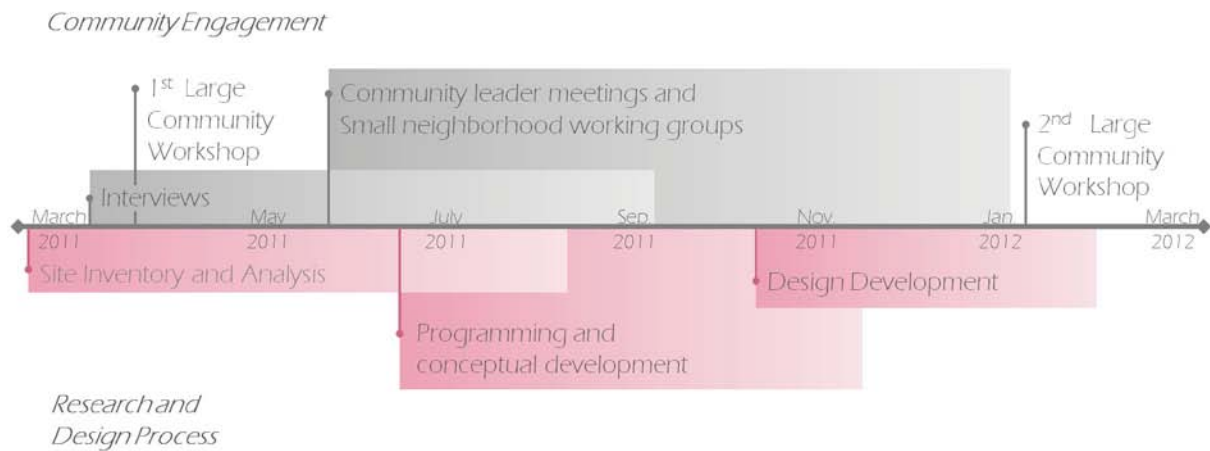 Community Engagement
1st Large
Community
Workshop
Community leader meetings and
Small neighborhood working groups
2nd Large
Community
Workshop
Interviews
March
2011
May
2011
July
2011
Sep.
2011
Nov.
2011
Jan.
2012
March
2012
Site Inventory and Analysis
Design Development
Programming and
conceptual development
Research and
Design Process